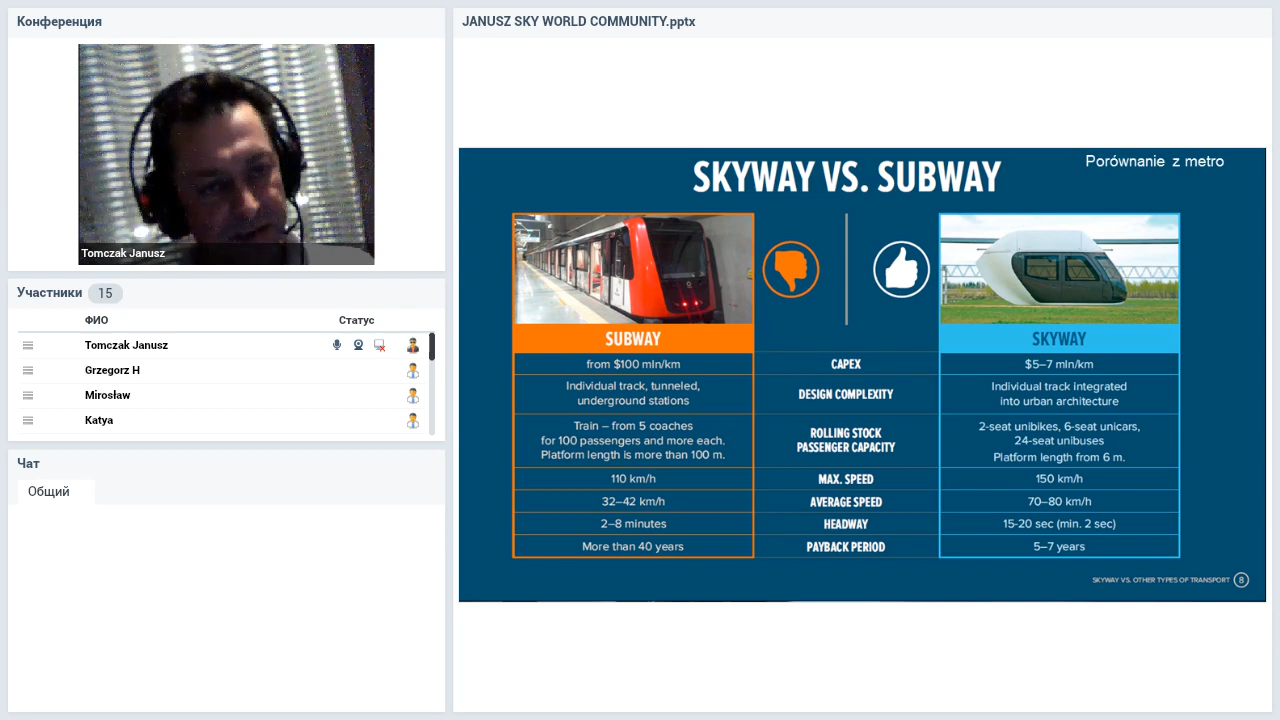 Конференция
Tomczak Janusz
Участники 15
ФИО Статус
Tomczak Janusz
Grzegorz H
Mirosław
Katya
Чат
Общий
JANUSZ SKY WORLD COMMUNITY.pptx
SKYWAY VS. SUBWAY
Porównanie z metro
SUBWAY SKYWAY
from $100 mln/km CAPEX $5–7 mln/km
Individual track, tunneled,
underground stations
DESIGN COMPLEXITY
Individual track integrated
into urban architecture
Train – from 5 coaches
for 100 passengers and more each.
Platform length is more than 100 m.
ROLLING STOCK
PASSENGER CAPACITY
2-seat unibikes, 6-seat unicars,
24-seat unibuses
Platform length from 6 m.
110 km/h MAX. SPEED 150 km/h
32–42 km/h AVERAGE SPEED 70–80 km/h
2–8 minutes HEADWAY 15-20 sec (min. 2 sec)
More than 40 years PAYBACK PERIOD 5–7 years
SKYWAY VS. OTHER TYPES OF TRANSPORT 8